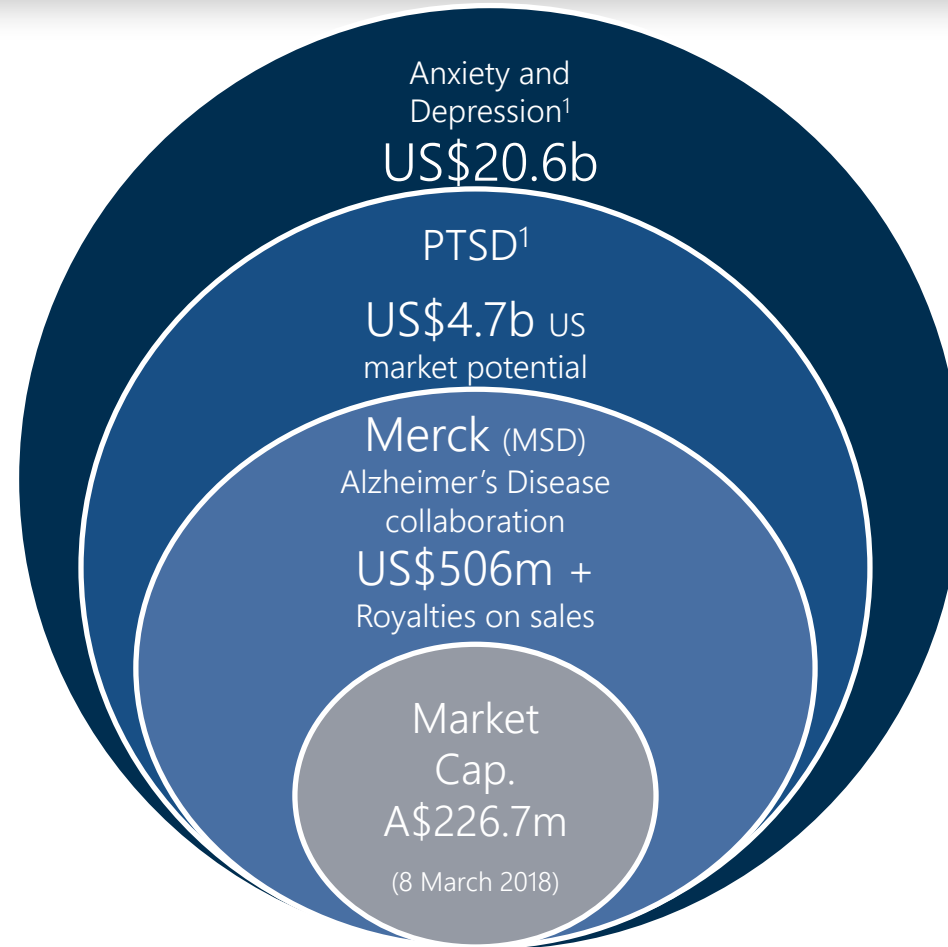 Anxiety and
Depression¹
US$20.6b
PTSD¹
US$4.7b US
market potential
Merck (MSD)
Alzheimer’s Disease
collaboration
US$506m +
Royalties on sales
Market
Cap.
A$226.7m
(8 March 2018)